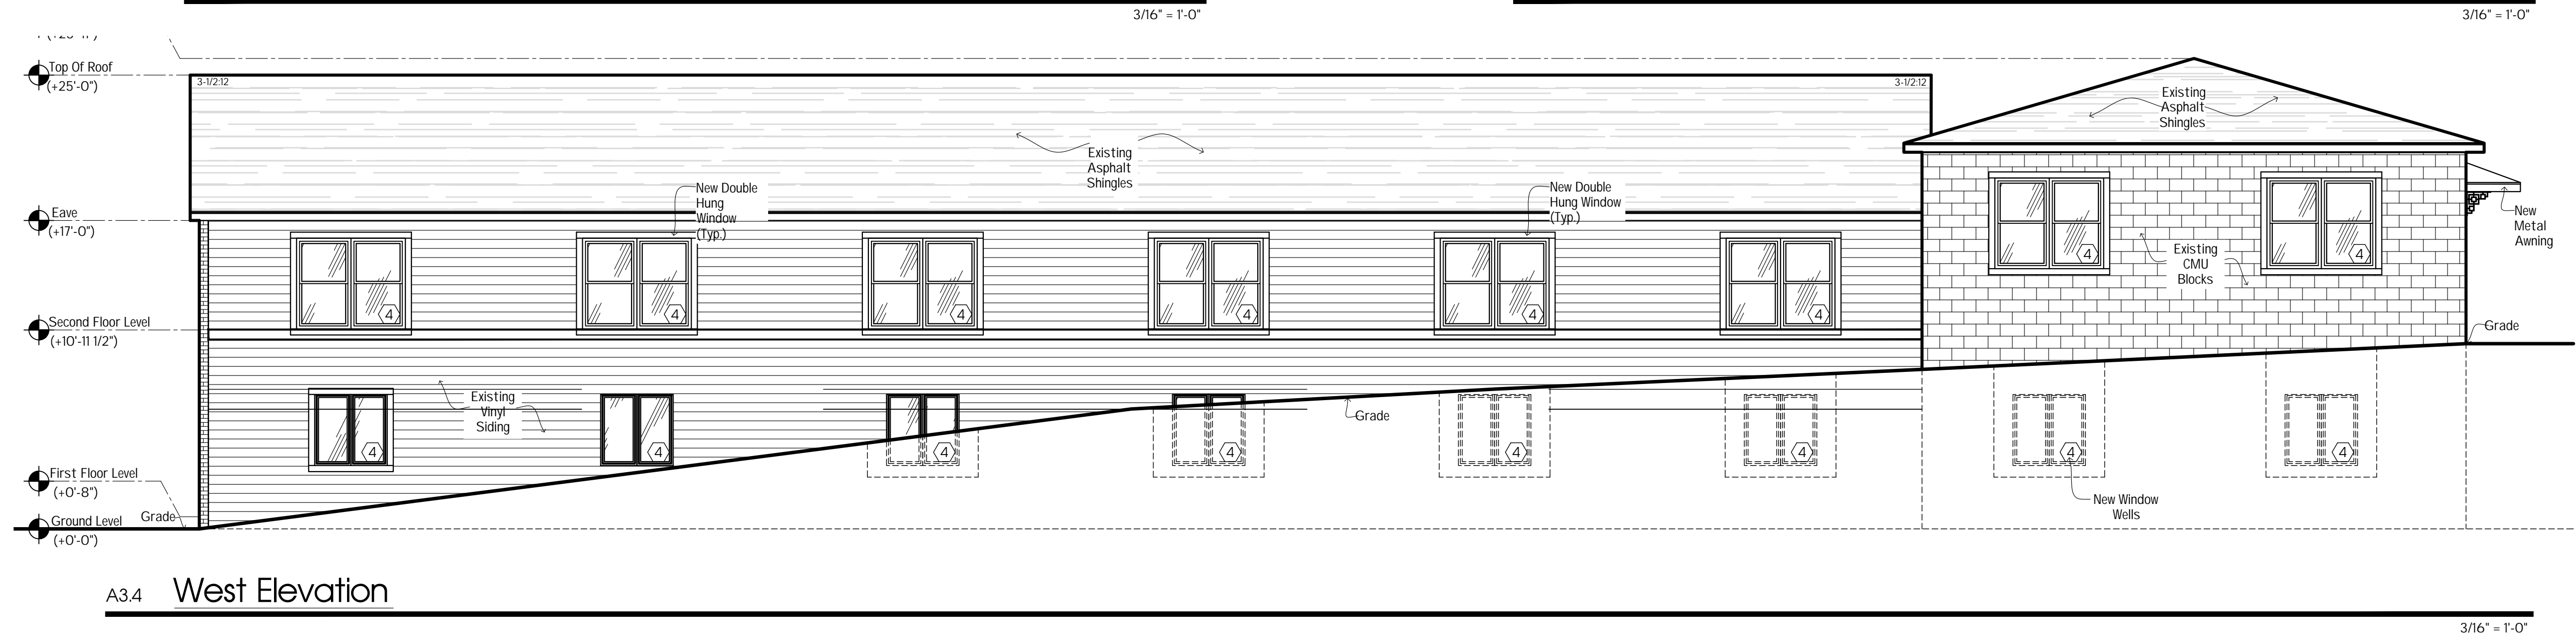 3/16" = 1'-0"
3/16" = 1'-0"
Top Of Roof
(+25'-0")
3-1/2:12
3-1/2:12
Existing
Asphalt
Shingles
Existing
Asphalt
Shingles
New Double
Hung
Window
(Typ.)
New Double
Hung Window
(Typ.)
Eave
(+17'-0")
New
Metal
Awning
Existing
CMU
Blocks
4
4
4
4
4
4
4
4
Second Floor Level
(+10'-11 1/2")
Grade
Existing
Vinyl
Siding
Grade
4
4
4
4
4
4
4
4
First Floor Level
(+0'-8")
New Window
Wells
Grade
Ground Level
(+0'-0")
A3.4 West Elevation
3/16" = 1'-0"